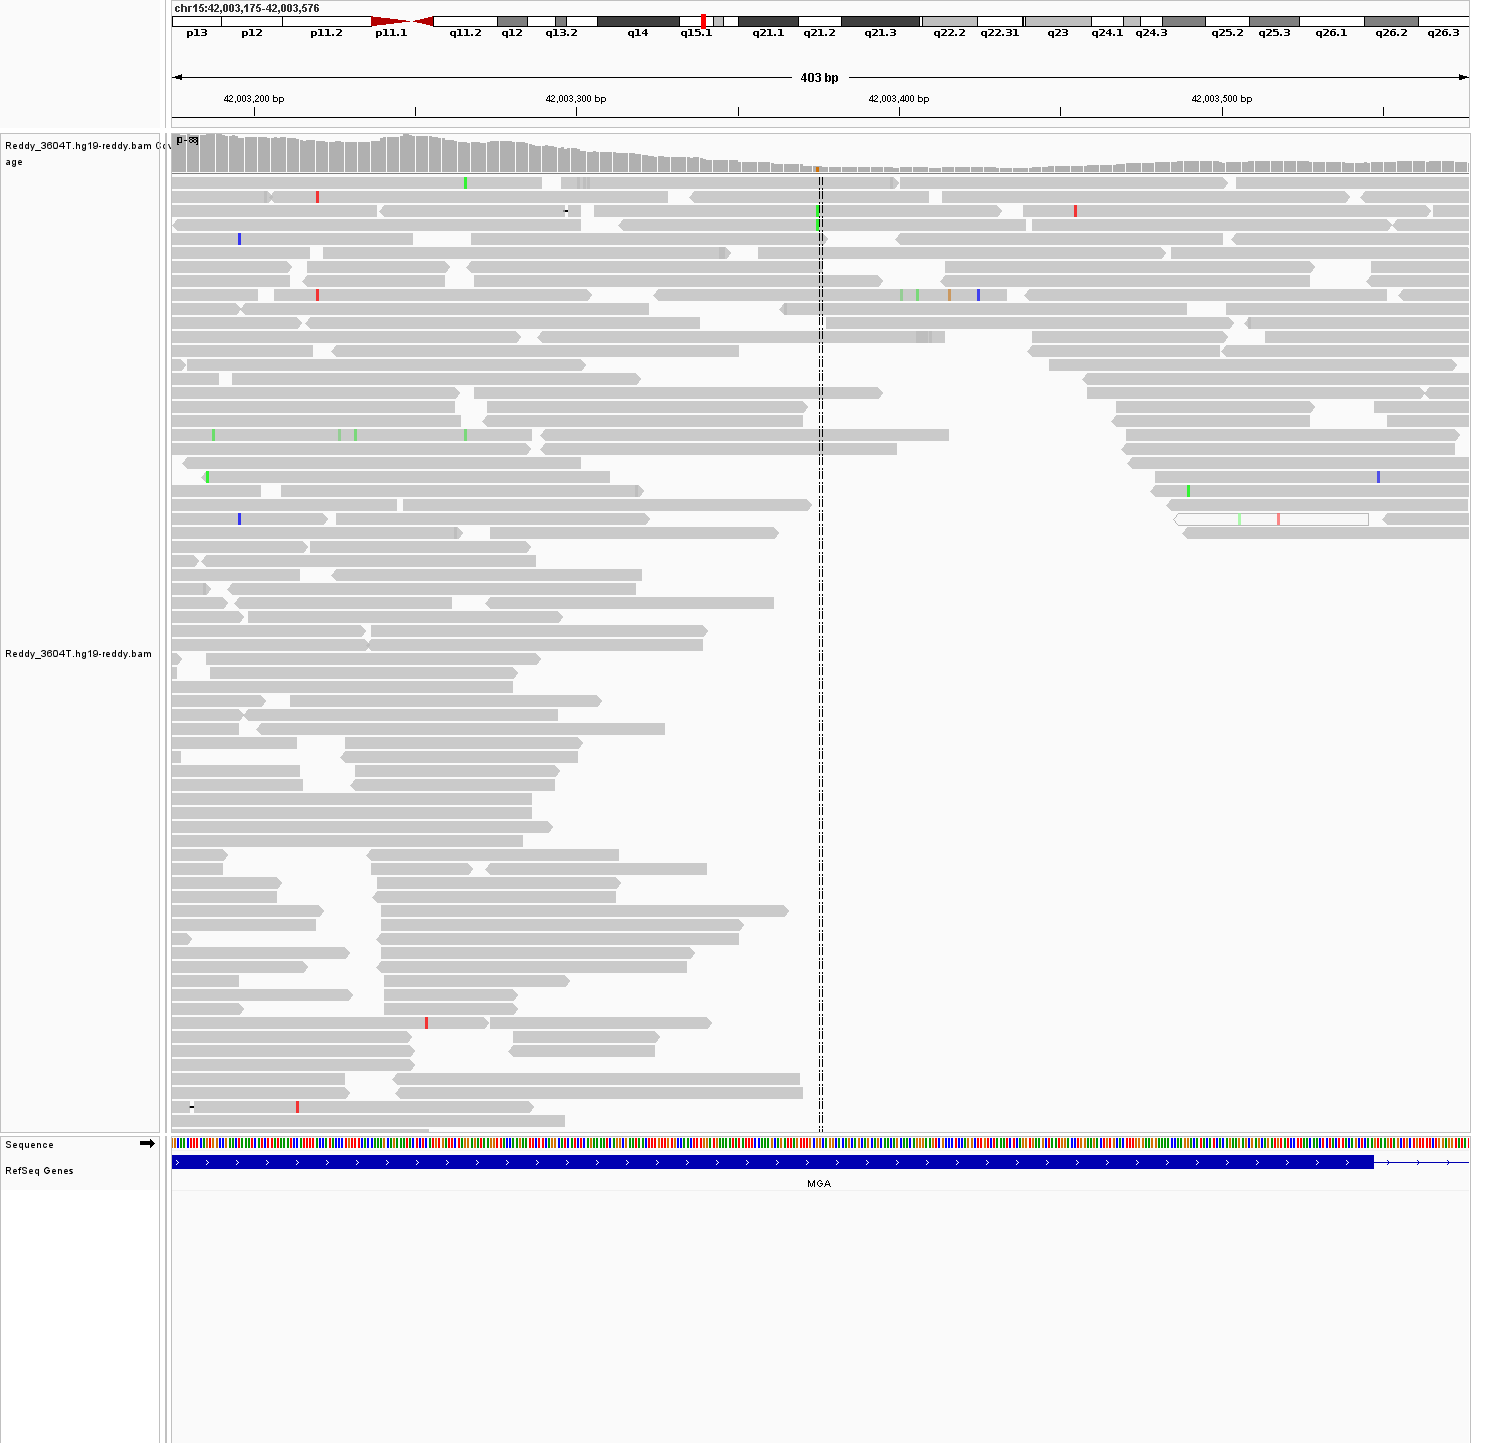 chr15:42,003,175-42,003,576
p13 p12 p11.2 p11.1 q11.2 q12 q13.2 q14 q15.1 q21.1 q21.2 q21.3 q22.2 q22.31 q23 q24.1 q24.3 q25.2 q25.3 q26.1 q26.2 q26.3
403 bp
42,003,200 bp 42,003,300 bp 42,003,400 bp 42,003,500 bp
Reddy_3604T.hg19-reddy.bam Cov
age
Reddy_3604T.hg19-reddy.bam
Sequence
RefSeq Genes
MGA